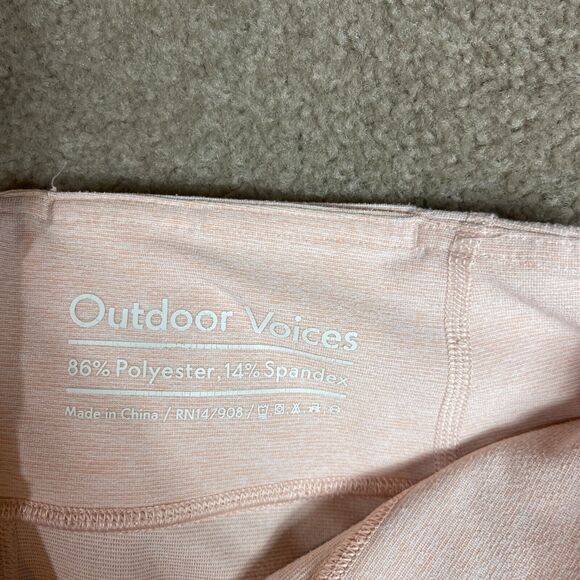 Outdoor Voices
86% Polyester, 14% Spandex
Made in China / RN147908 /